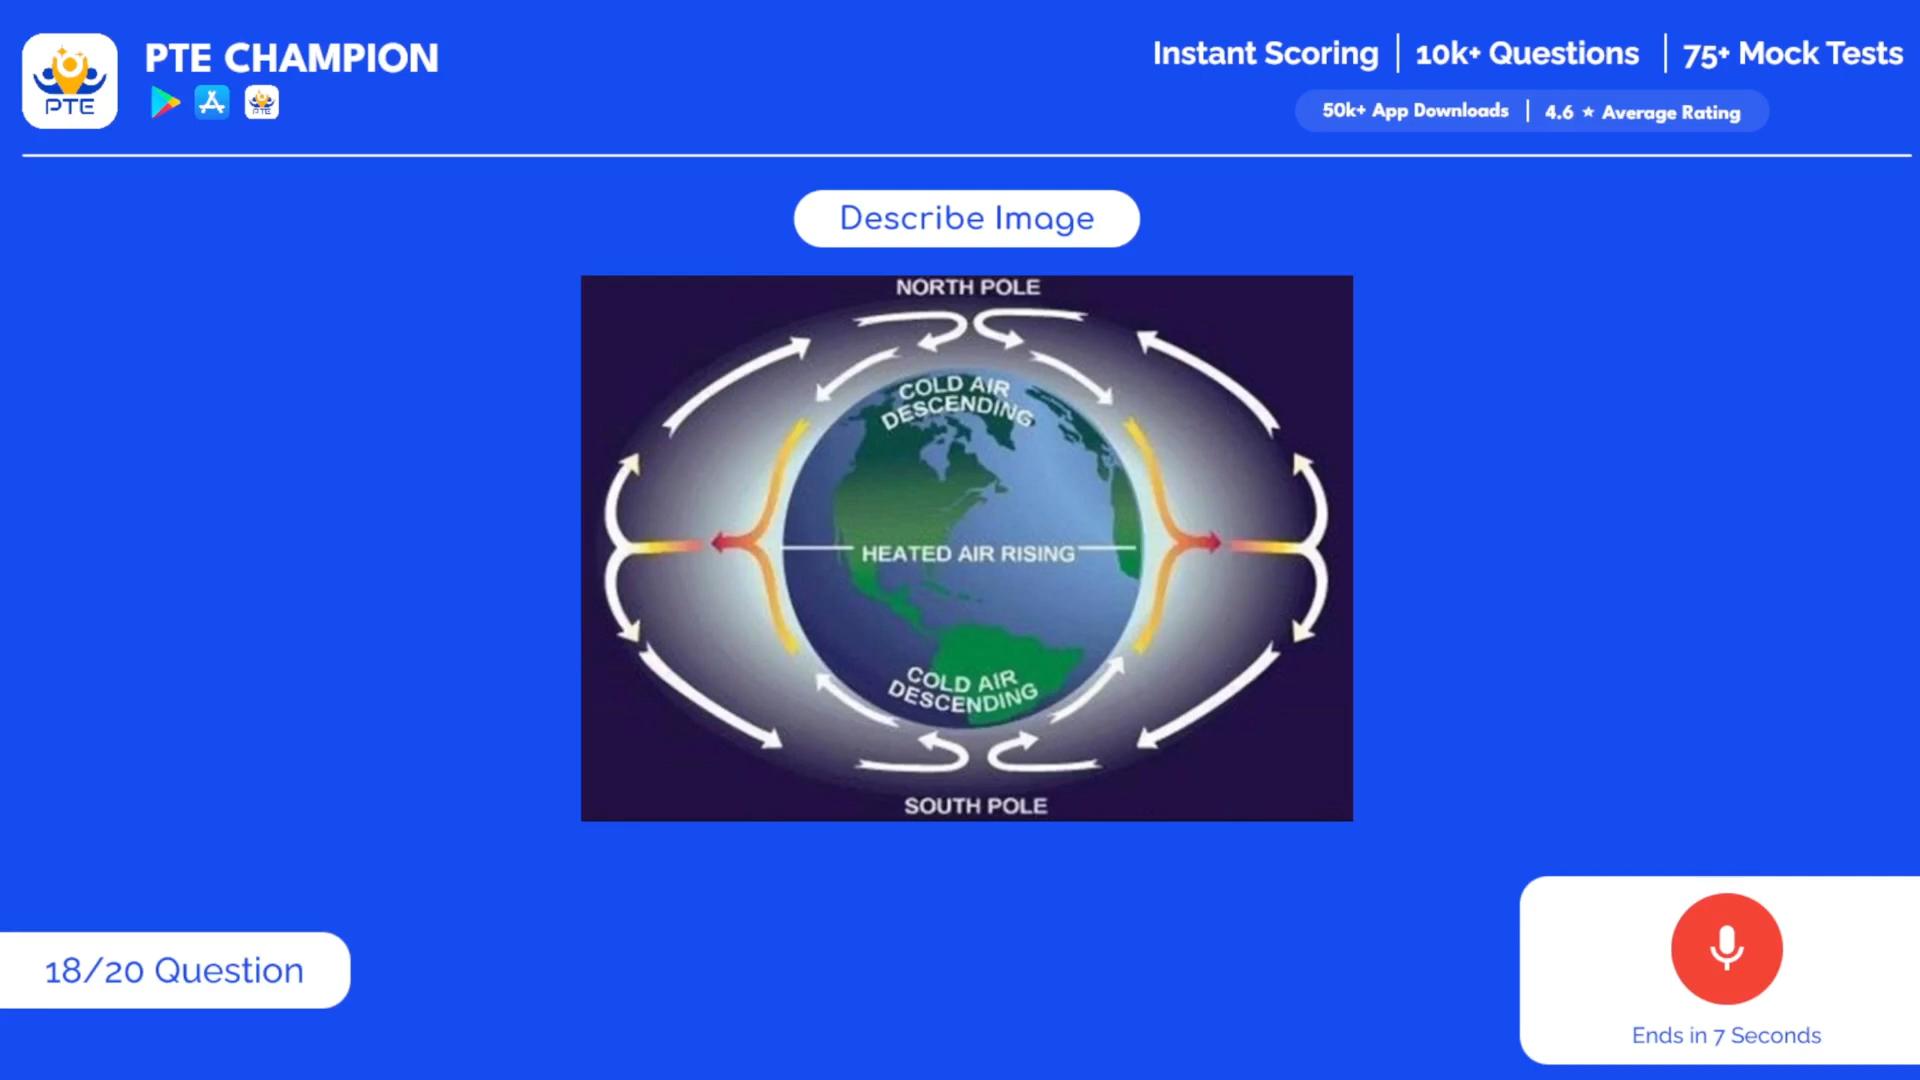 PTE
PTE CHAMPION
PTE
Instant Scoring | 10k+ Questions | 75+ Mock Tests
50k+ App Downloads | 4.6 ★ Average Rating
Describe Image
NORTH POLE
COLD AIR
DESCENDING
HEATED AIR RISING
COLD AIR
DESCENDING
SOUTH POLE
18/20 Question
Ends in 7 Seconds